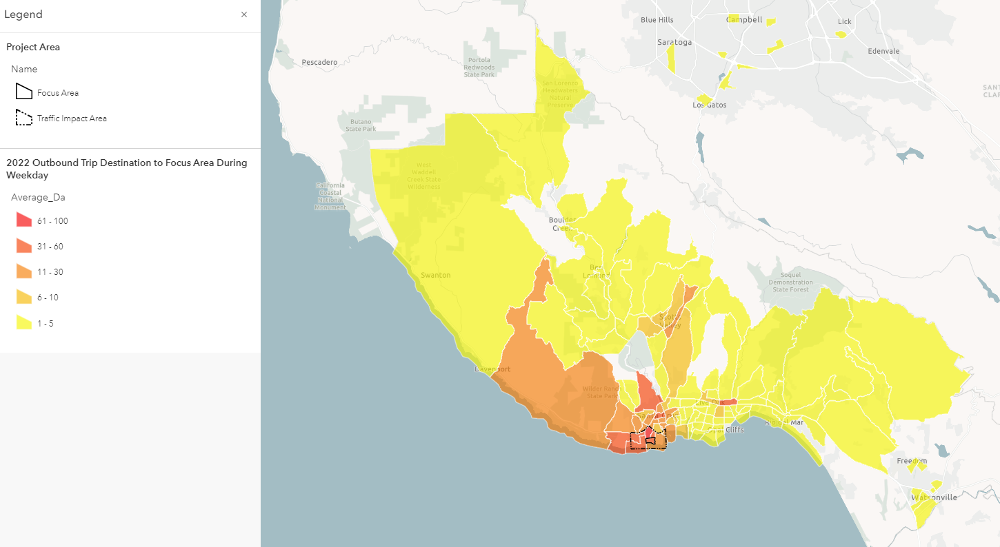 Legend
Project Area
Name
Focus Area
Traffic Impact Area
2022 Outbound Trip Destination to Focus Area During
Weekday
Average_Da
61 - 100
31 - 60
11 - 30
6 - 10
1 - 5
Blue Hills
Campbell
Lick
Saratoga
Edenvale
Pescadero
Portola
Redwoods
State Park
San Lorenzo
Headwaters
Natural
Preserve
SANT
CLAR
Los Gatos
Butano
State Park
West
Waddell
Creek State
Wilderness
California
Coastal
National
Monument
Boulder
Creek
Ben
Lomond
Swanton
Soquel
Demonstration
State Forest
Scotts
Valley
Davenport
Wilder Ranch
State Park
Live Oak
Santa Cruz
Rio del Mar
Opal Cliffs
Freedom
Watsonville